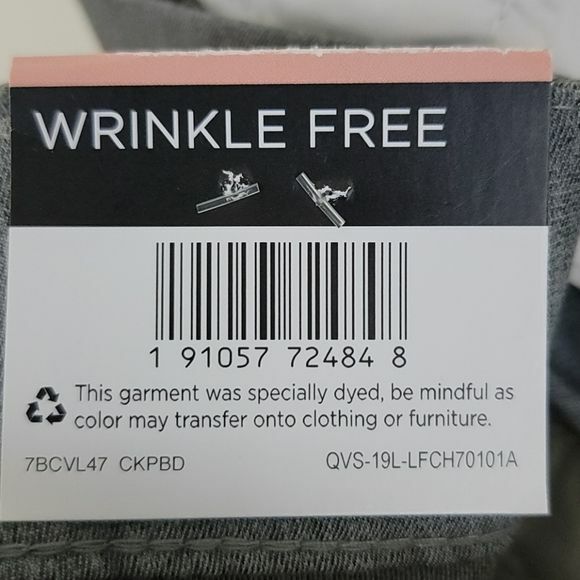 WRINKLE FREE
1 91057 72484 8
This garment was specially dyed, be mindful as
color may transfer onto clothing or furniture.
7BCVL47 CKPBD
QVS-19L-LFCH70101A